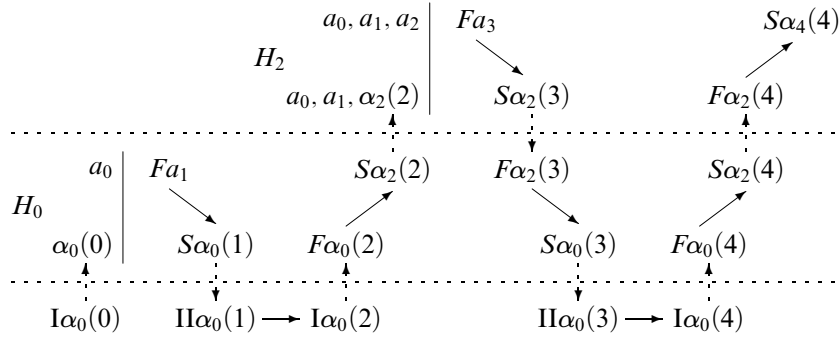 a₀, a₁, a₂ Fa₃ Sα₄(4)
H₂
a₀, a₁, α₂(2) Sα₂(3) Fα₂(4)
a₀ Fa₁ Sα₂(2) Fα₂(3) Sα₂(4)
H₀
α₀(0) Sα₀(1) Fα₀(2) Sα₀(3) Fα₀(4)
Iα₀(0) IIα₀(1) Iα₀(2) IIα₀(3) Iα₀(4)